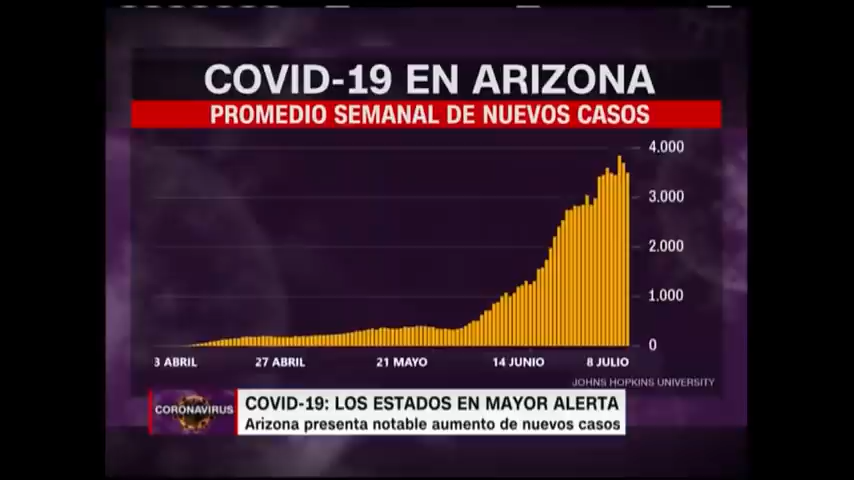 COVID-19 EN ARIZONA
PROMEDIO SEMANAL DE NUEVOS CASOS
4.000
3.000
2.000
1.000
0
3 ABRIL 27 ABRIL 21 MAYO 14 JUNIO 8 JULIO
JOHNS HOPKINS UNIVERSITY
CORONAVIRUS
COVID-19: LOS ESTADOS EN MAYOR ALERTA
Arizona presenta notable aumento de nuevos casos